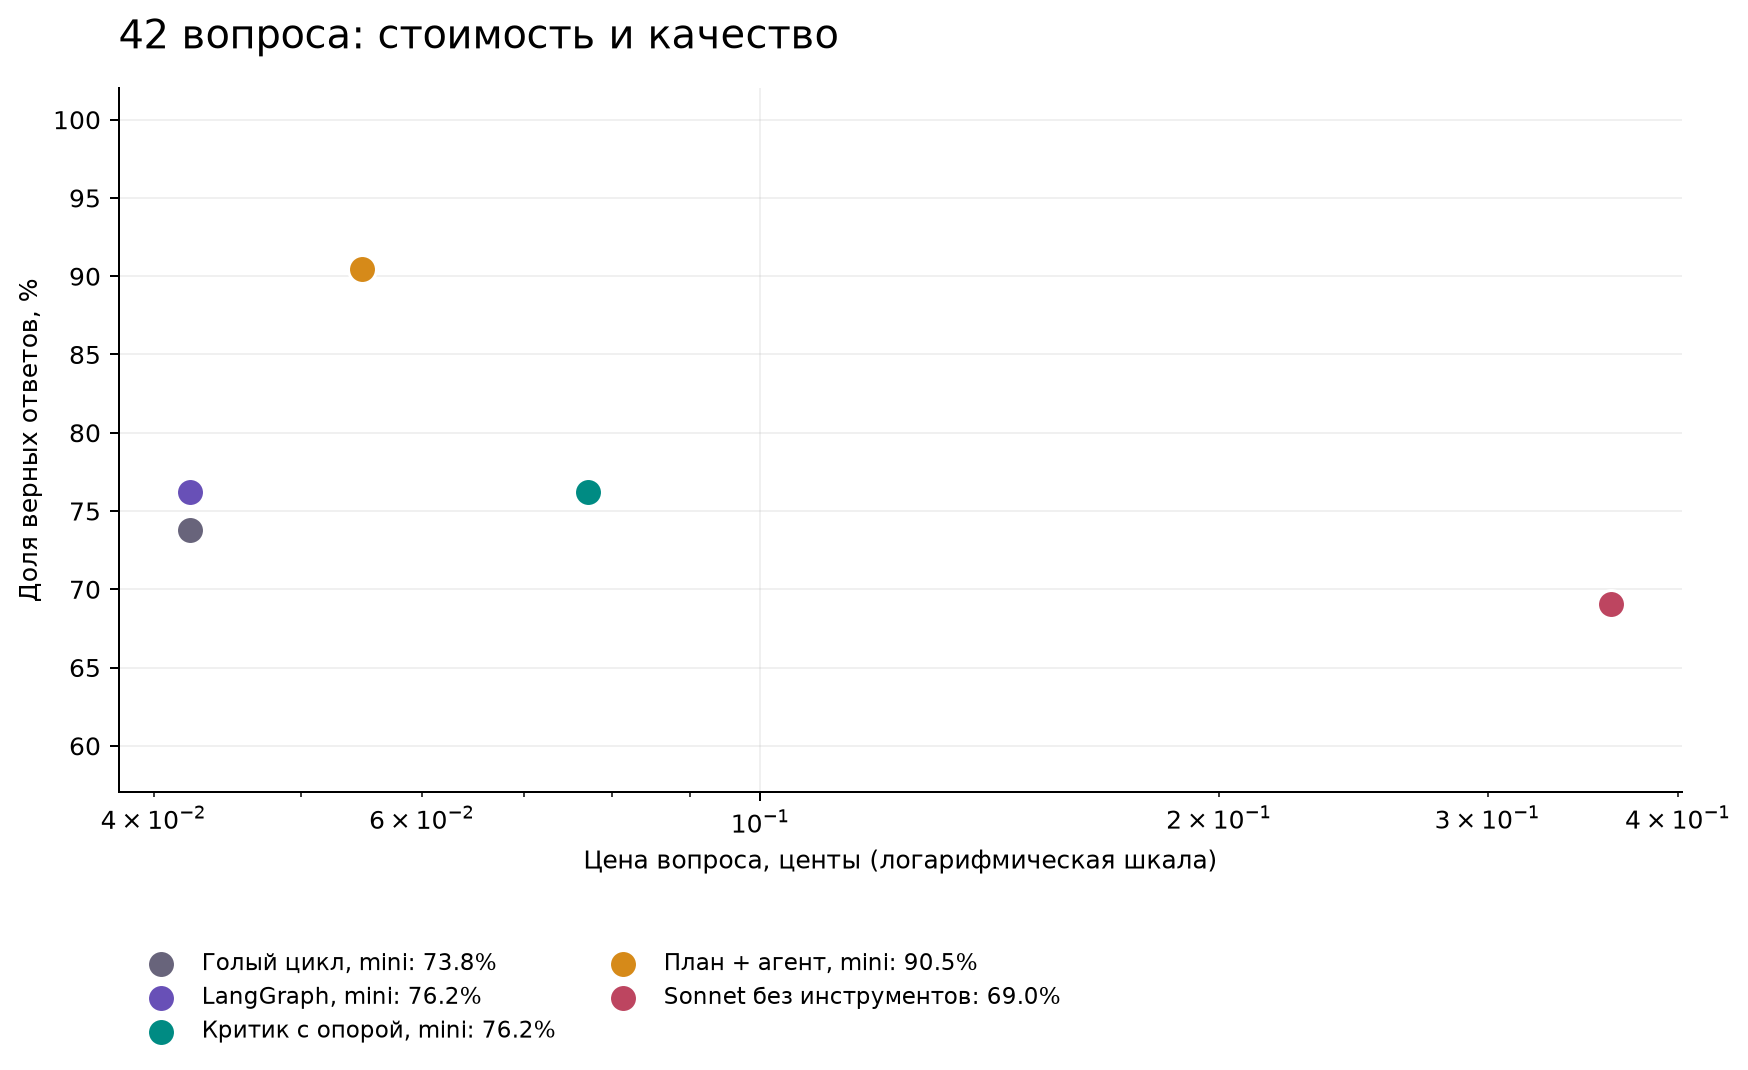 42 вопроса: стоимость и качество
Доля верных ответов, %
100
95
90
85
80
75
70
65
60
4 × 10⁻²
6 × 10⁻²
10⁻¹
2 × 10⁻¹
3 × 10⁻¹
4 × 10⁻¹
Цена вопроса, центы (логарифмическая шкала)
Голый цикл, mini: 73.8%
LangGraph, mini: 76.2%
Критик с опорой, mini: 76.2%
План + агент, mini: 90.5%
Sonnet без инструментов: 69.0%